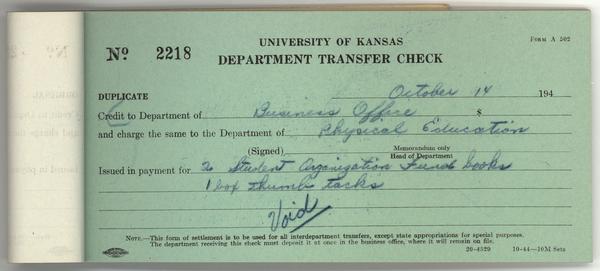 UNIVERSITY OF KANSAS
FORM A 502
Nº 2218
DEPARTMENT TRANSFER CHECK
DUPLICATE
October 14 194
Credit to Department of Business Office $
and charge the same to the Department of Physical Education
(Signed) Memorandum only
Head of Department
Issued in payment for 2 Student Organization Fund books
1 box thumb tacks
Void
NOTE.—This form of settlement is to be used for all interdepartment transfers, except state appropriations for special purposes.
The department receiving this check must deposit it at once in the business office, where it will remain on file.
20-4529 10-44—10M Sets